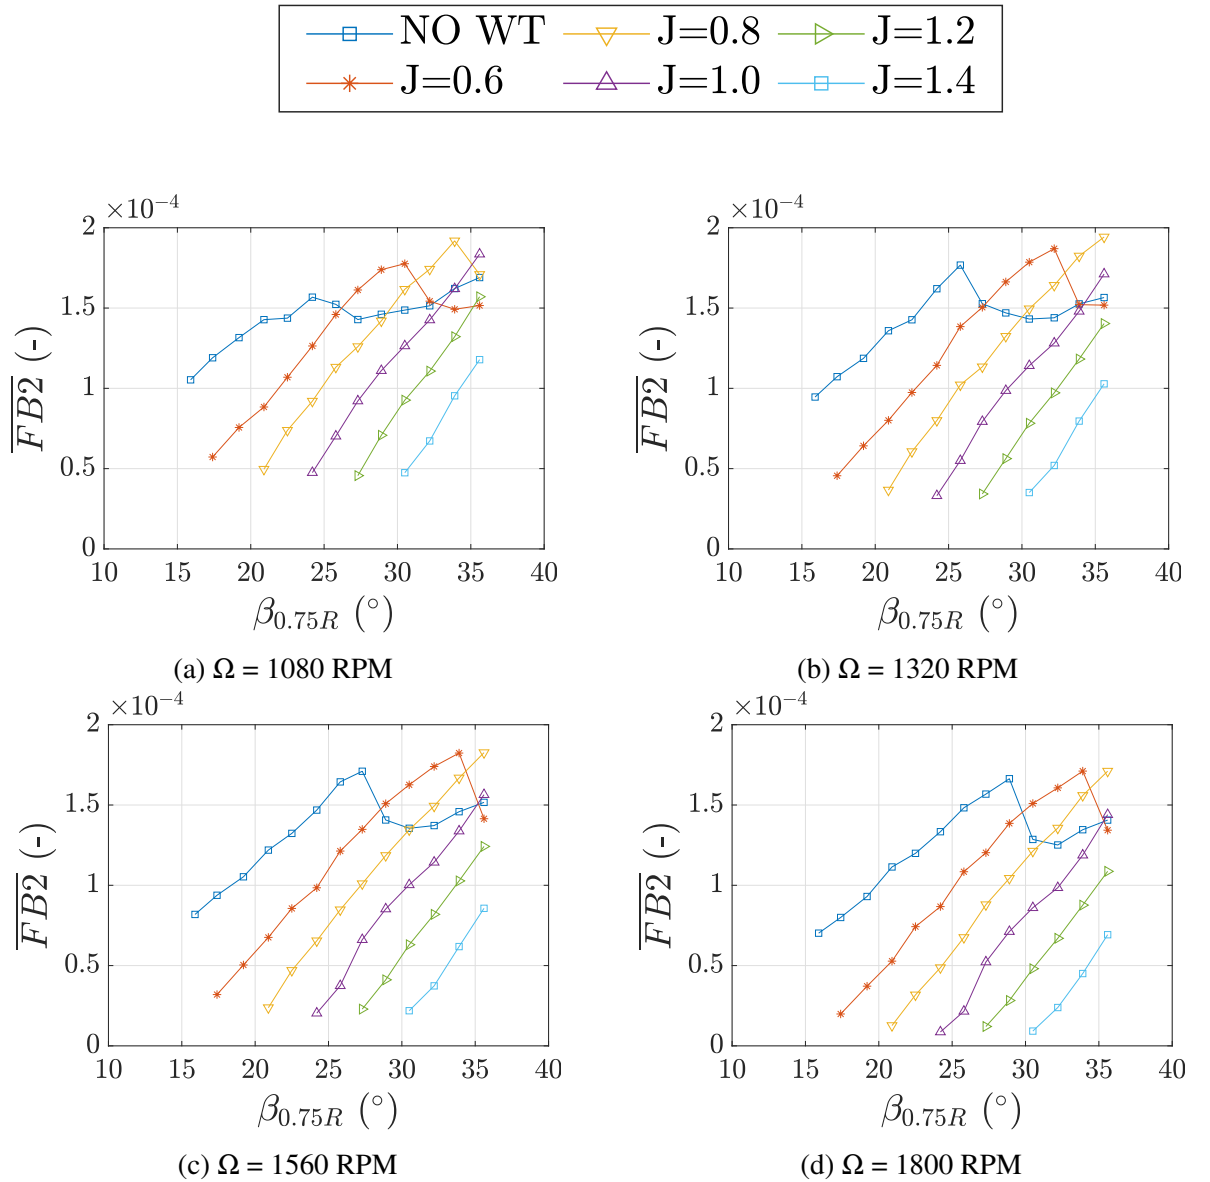 NO WT J=0.8 J=1.2
J=0.6 J=1.0 J=1.4
×10⁻⁴
2
1.5
1
0.5
0
10 15 20 25 30 35 40
FB2 (-)
β0.75R (°)
(a) Ω = 1080 RPM
×10⁻⁴
2
1.5
1
0.5
0
10 15 20 25 30 35 40
FB2 (-)
β0.75R (°)
(b) Ω = 1320 RPM
×10⁻⁴
2
1.5
1
0.5
0
10 15 20 25 30 35 40
FB2 (-)
β0.75R (°)
(c) Ω = 1560 RPM
×10⁻⁴
2
1.5
1
0.5
0
10 15 20 25 30 35 40
FB2 (-)
β0.75R (°)
(d) Ω = 1800 RPM